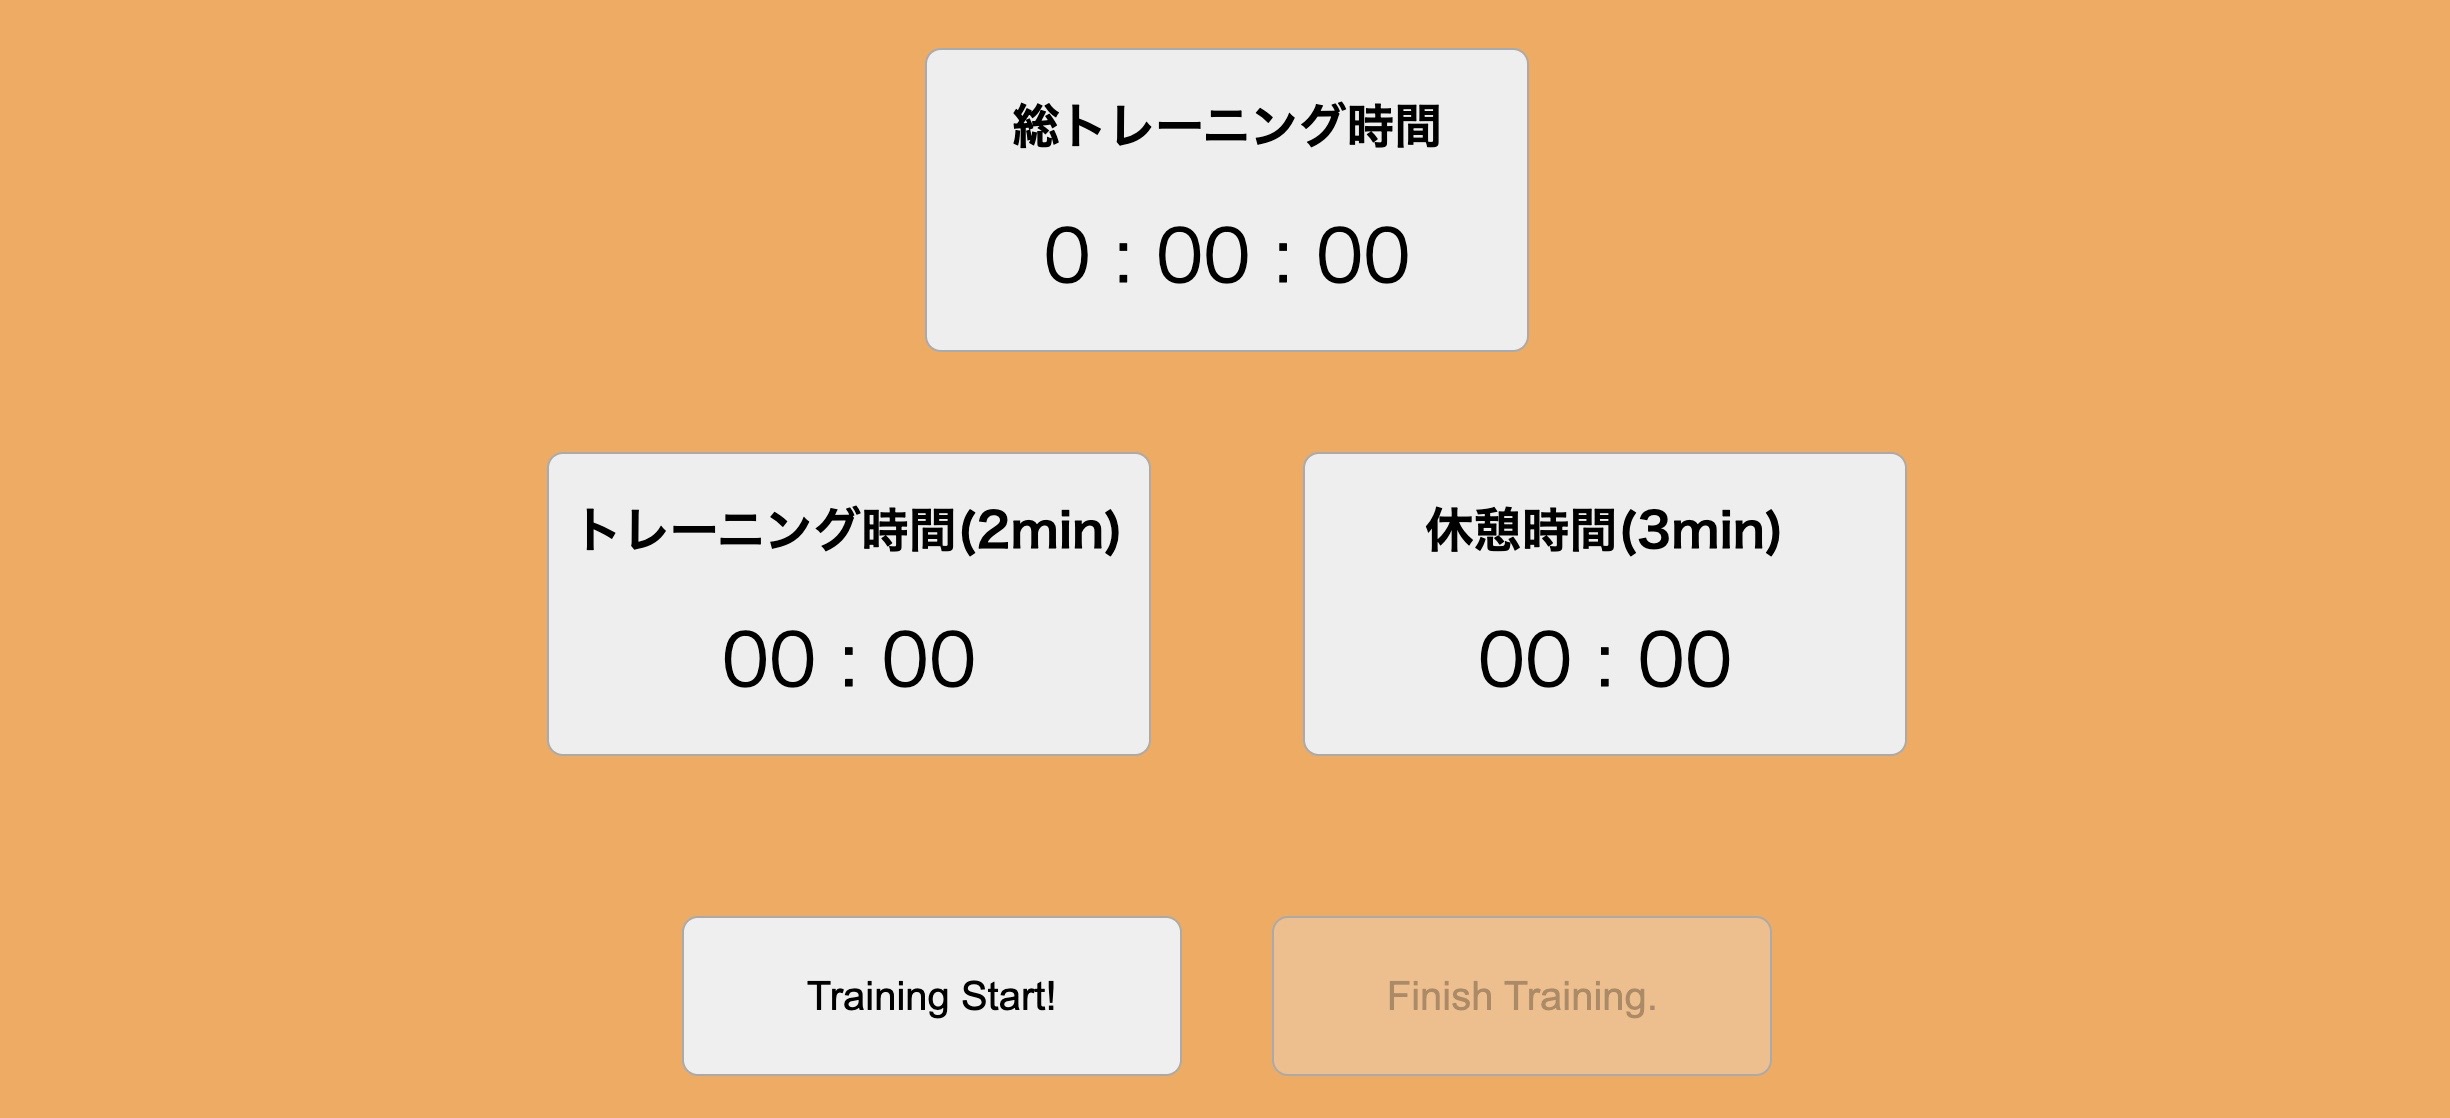 総トレーニング時間
0 : 00 : 00
トレーニング時間(2min)
00 : 00
休憩時間(3min)
00 : 00
Training Start!
Finish Training.